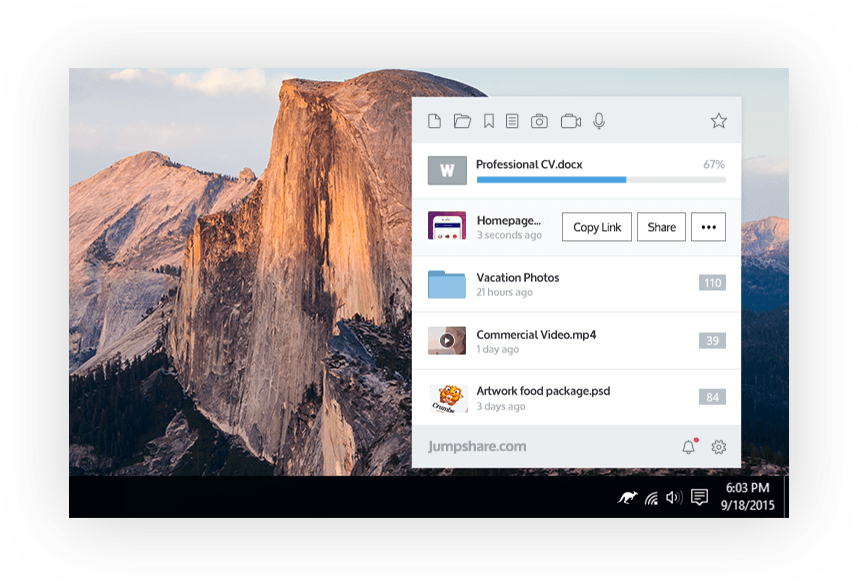 W
Professional CV.docx
67%
Homepage...
3 seconds ago
Copy Link
Share
•••
Vacation Photos
21 hours ago
110
Commercial Video.mp4
1 day ago
39
Crumbs
Artwork food package.psd
3 days ago
84
Jumpshare.com
6:03 PM
9/18/2015